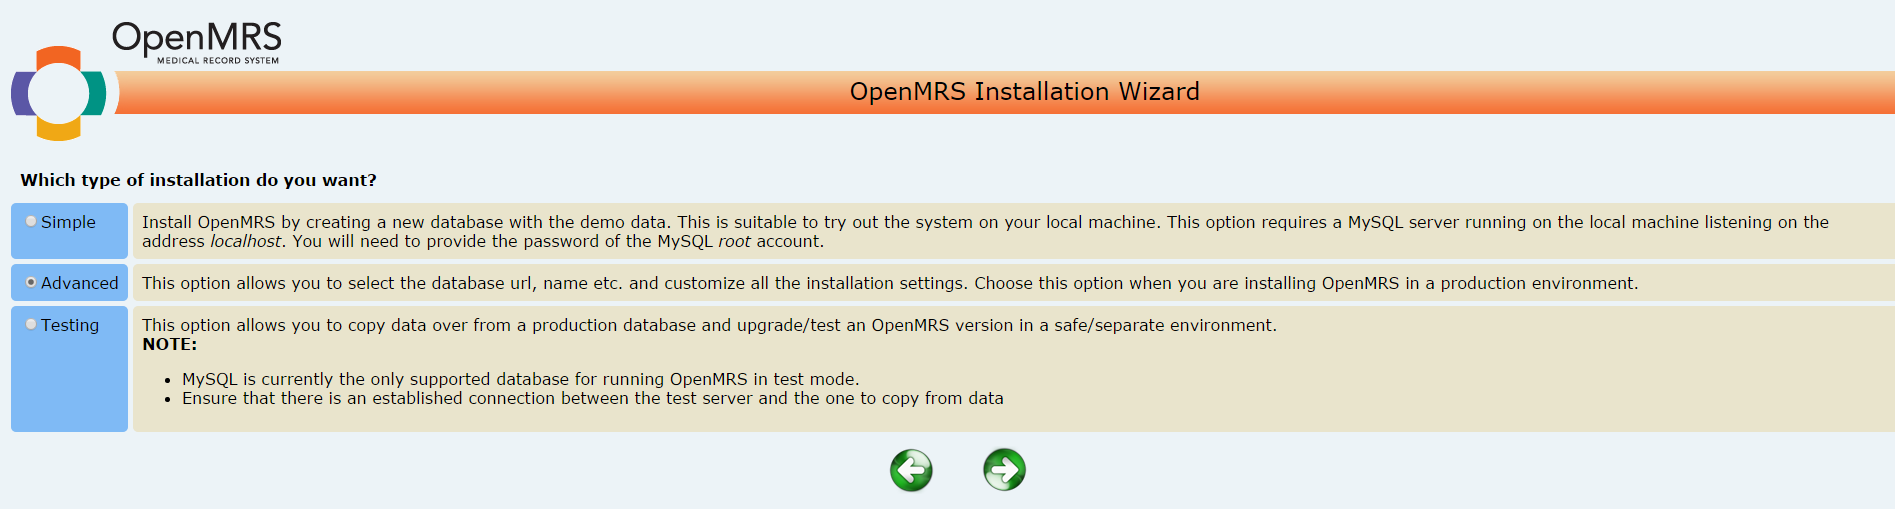 OpenMRS
MEDICAL RECORD SYSTEM
OpenMRS Installation Wizard
Which type of installation do you want?
Simple
Install OpenMRS by creating a new database with the demo data. This is suitable to try out the system on your local machine. This option requires a MySQL server running on the local machine listening on the
address localhost. You will need to provide the password of the MySQL root account.
Advanced
This option allows you to select the database url, name etc. and customize all the installation settings. Choose this option when you are installing OpenMRS in a production environment.
Testing
This option allows you to copy data over from a production database and upgrade/test an OpenMRS version in a safe/separate environment.
NOTE:
• MySQL is currently the only supported database for running OpenMRS in test mode.
• Ensure that there is an established connection between the test server and the one to copy from data